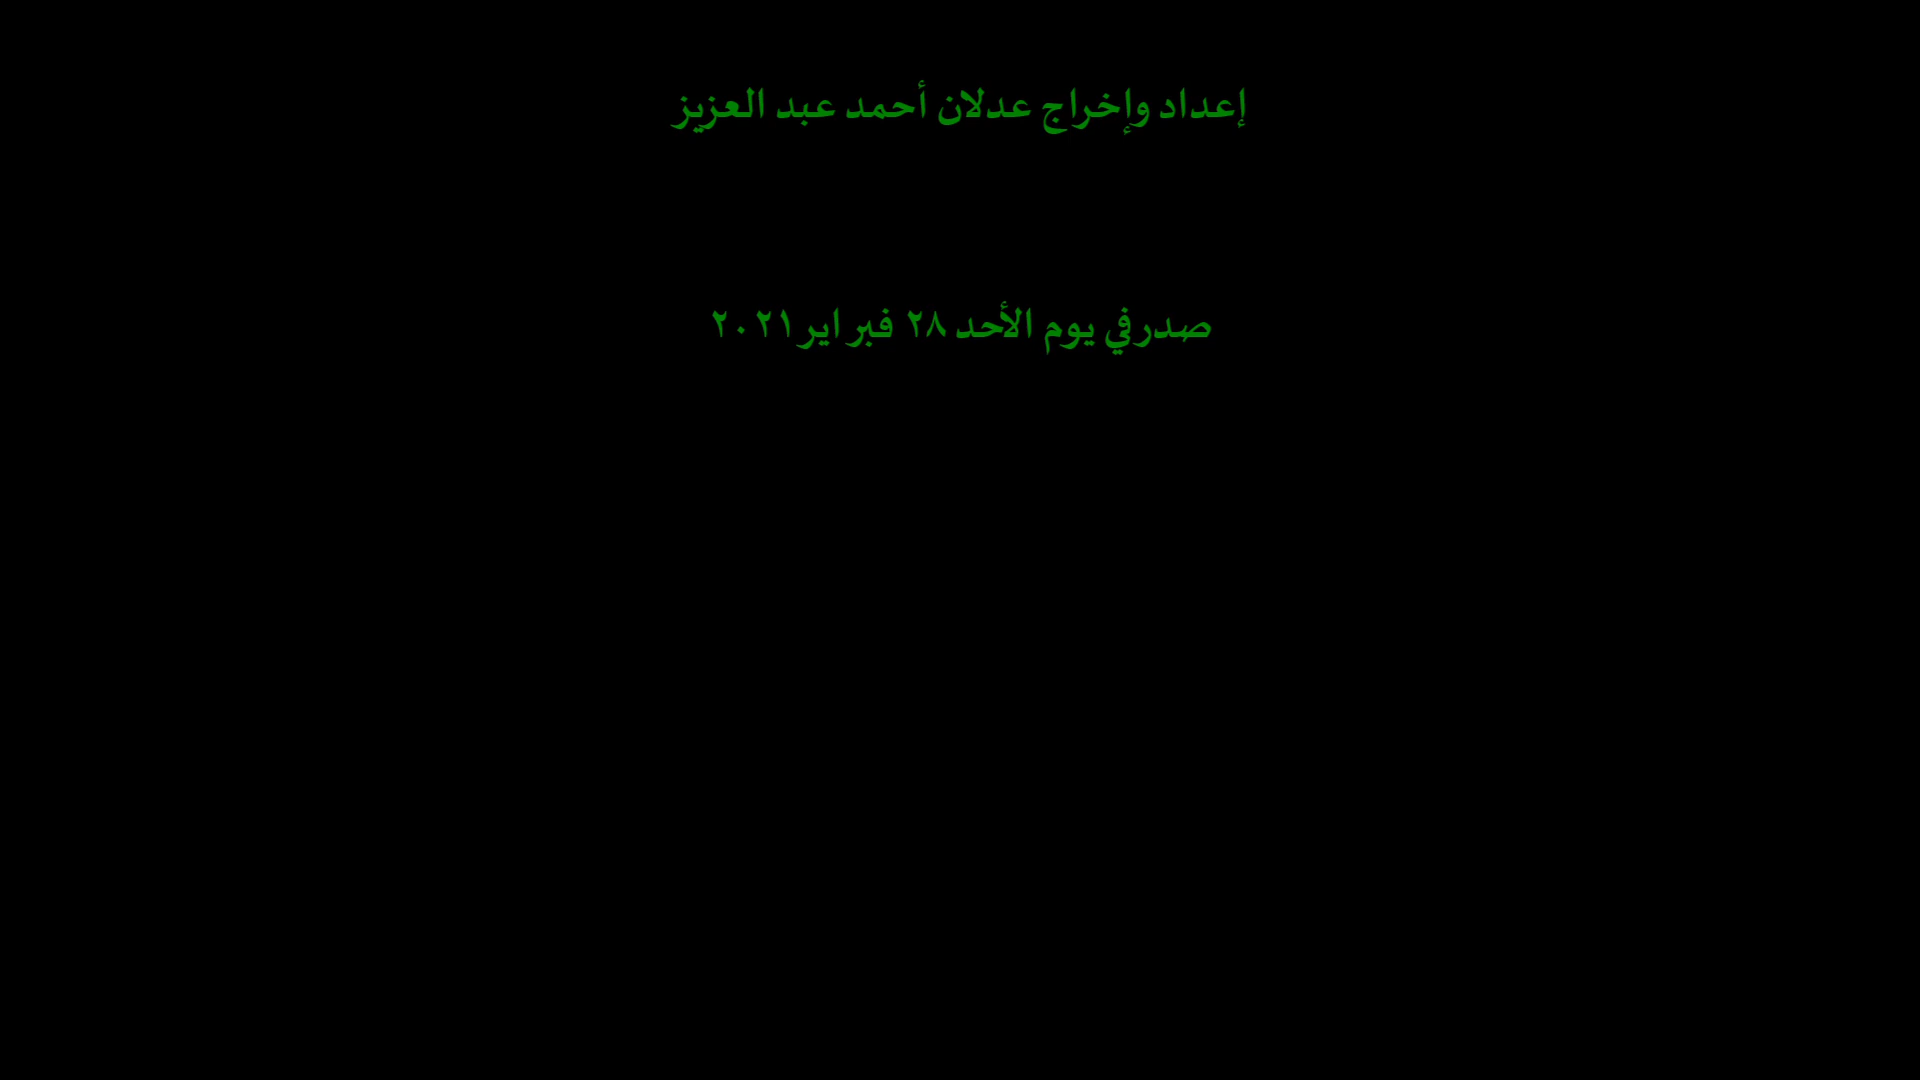 إعداد وإخراج عدلان أحمد عبد العزيز
صدر في يوم الأحد ٢٨ فبراير ٢٠٢١